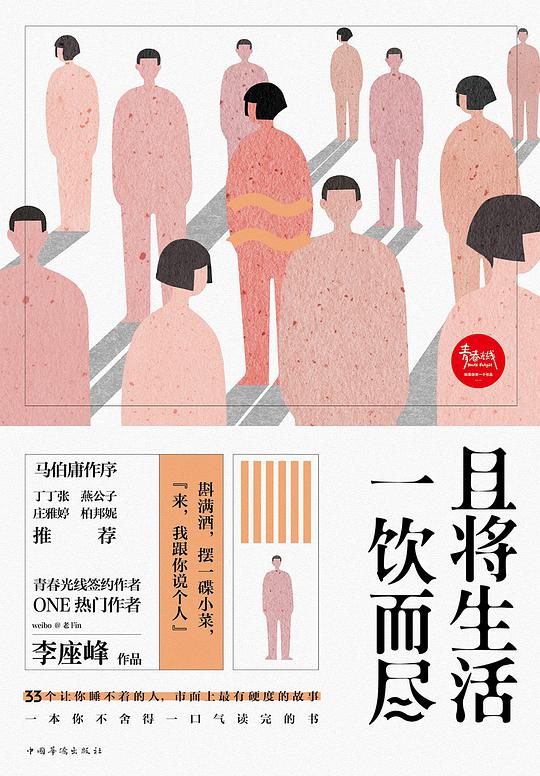 青春光线
且将生活
一饮而尽
马伯庸作序
丁丁张 燕公子
庄雅婷 柏邦妮
推荐
青春光线签约作者
ONE 热门作者
weibo @ 老Fin
李座峰 作品
斟满酒，摆一碟小菜，
『来，我跟你说个人』
33个让你睡不着的人，市面上最有硬度的故事
一本你不舍得一口气读完的书
中国华侨出版社